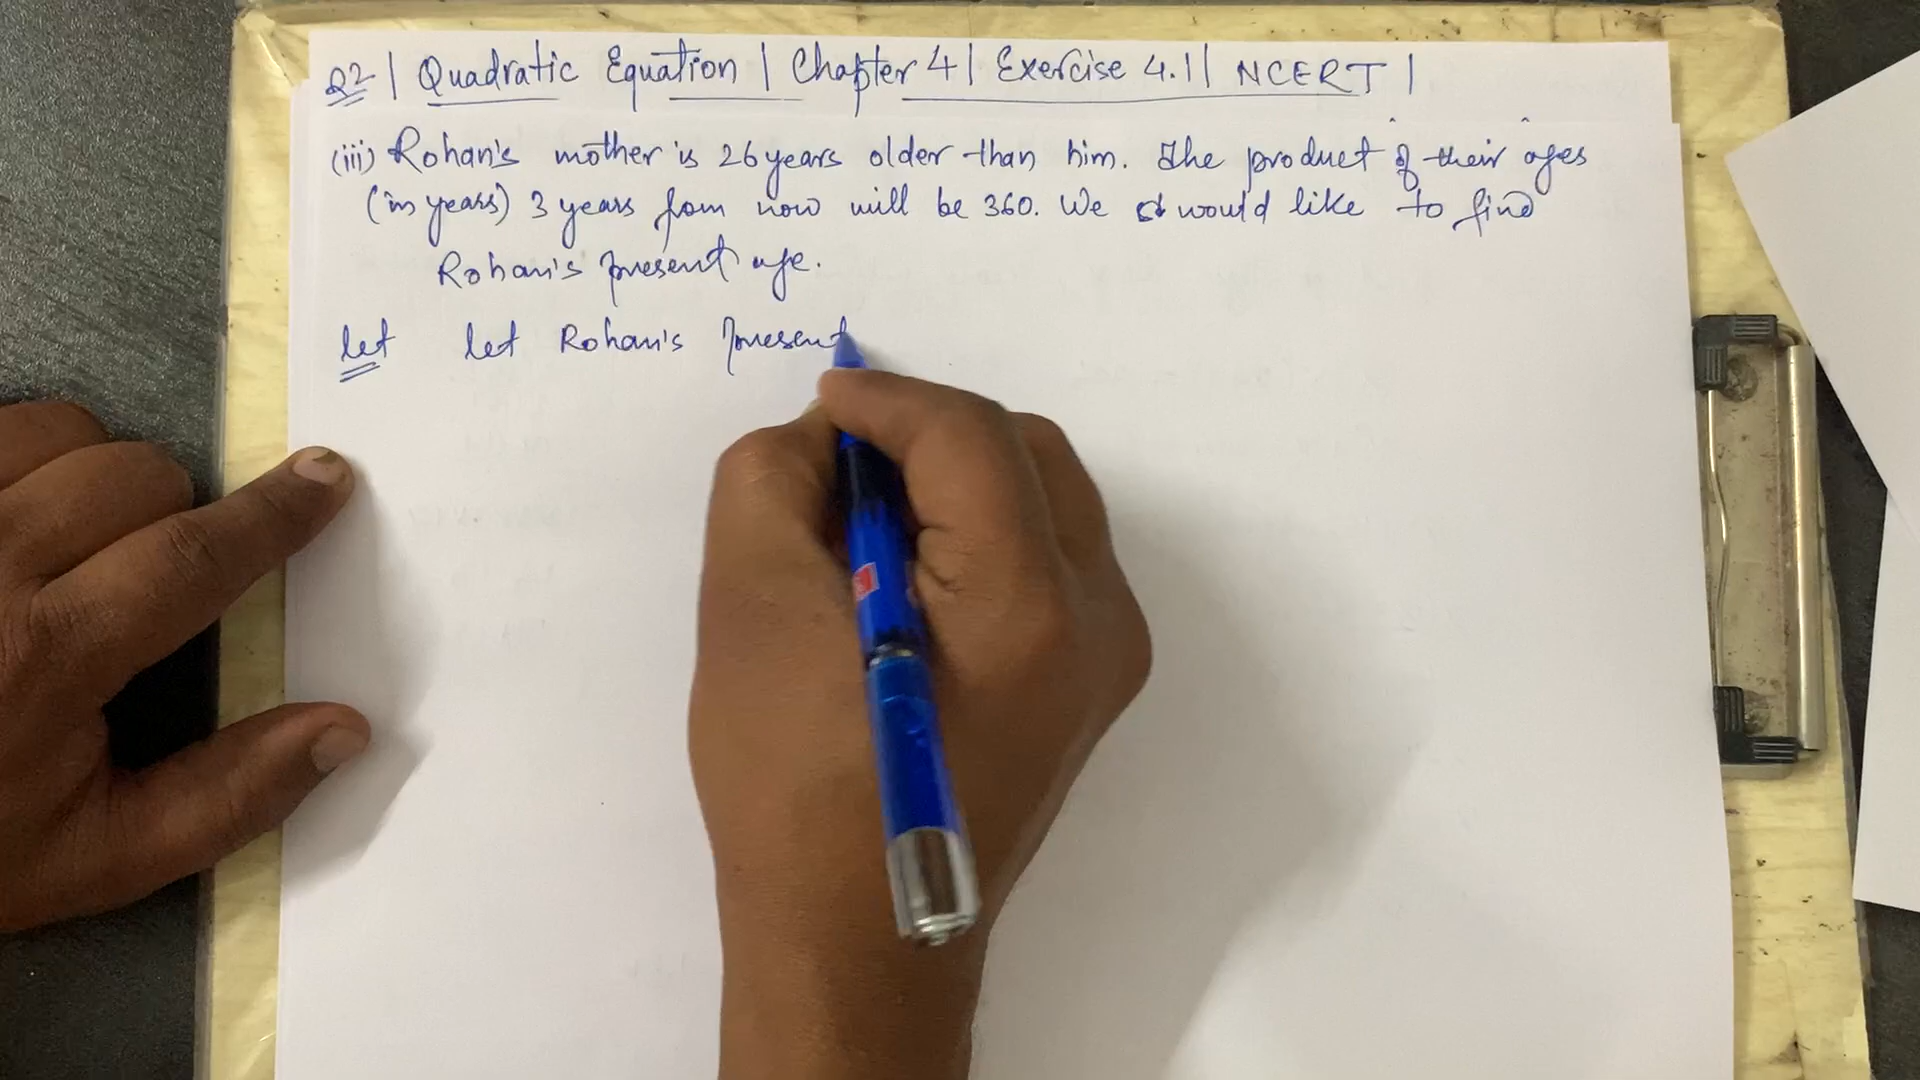 Q2 | Quadratic Equation | Chapter 4 | Exercise 4.1 | NCERT |
(iii) Rohan's mother is 26 years older than him. The product of their ages
(in years) 3 years from now will be 360. We would like to find
Rohan's present age.
let let Rohan's present